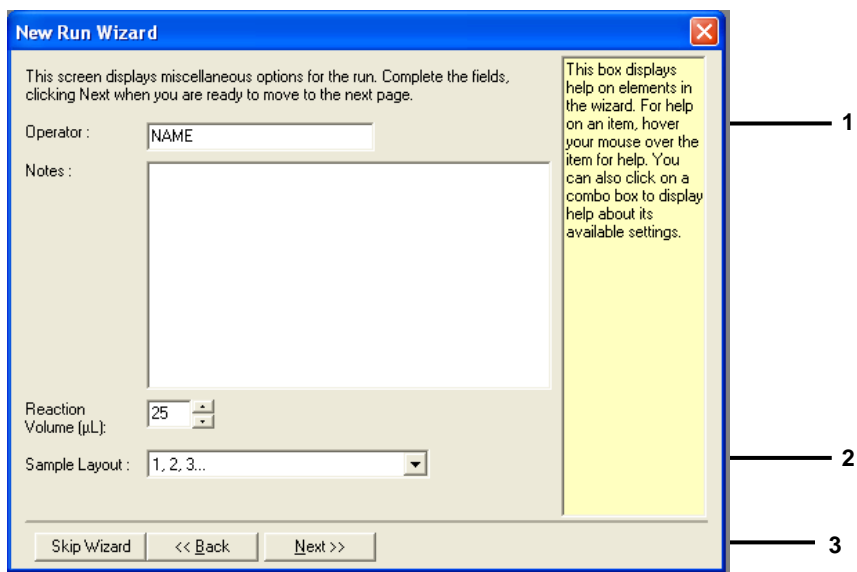 New Run Wizard
This screen displays miscellaneous options for the run. Complete the fields,
clicking Next when you are ready to move to the next page.
Operator :
NAME
Notes :
Reaction
Volume (µL):
25
Sample Layout :
1, 2, 3...
Skip Wizard
<< Back
Next >>
This box displays
help on elements in
the wizard. For help
on an item, hover
your mouse over the
item for help. You
can also click on a
combo box to display
help about its
available settings.
1
2
3